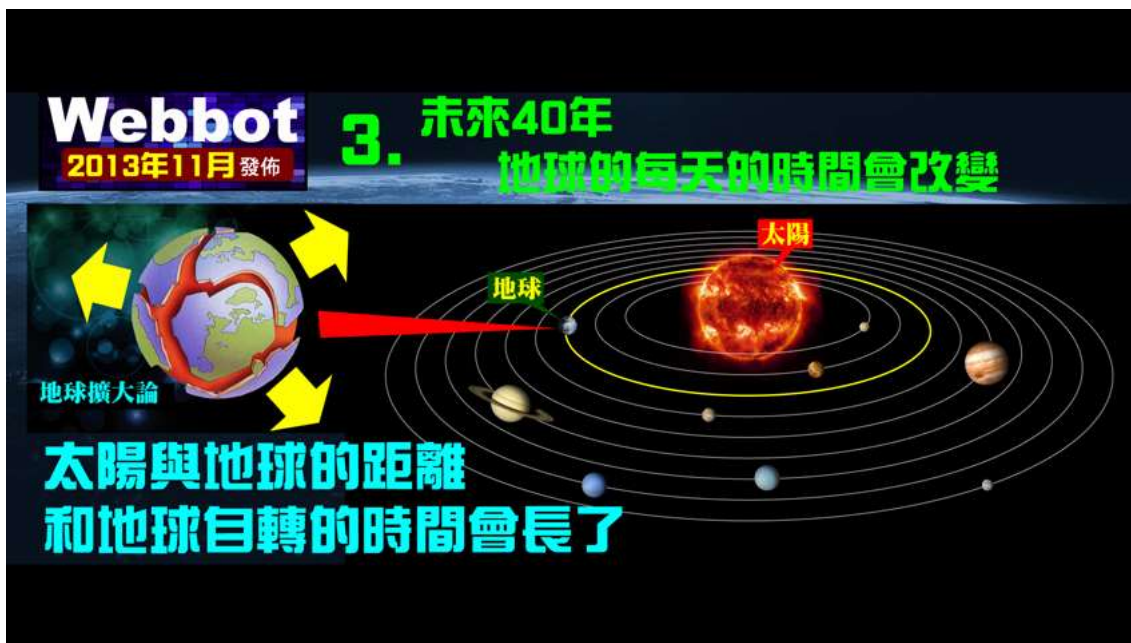 Webbot
2013年11月發佈
3. 未來40年
地球的每天的時間會改變
太陽
地球
地球擴大論
太陽與地球的距離
和地球自轉的時間會長了